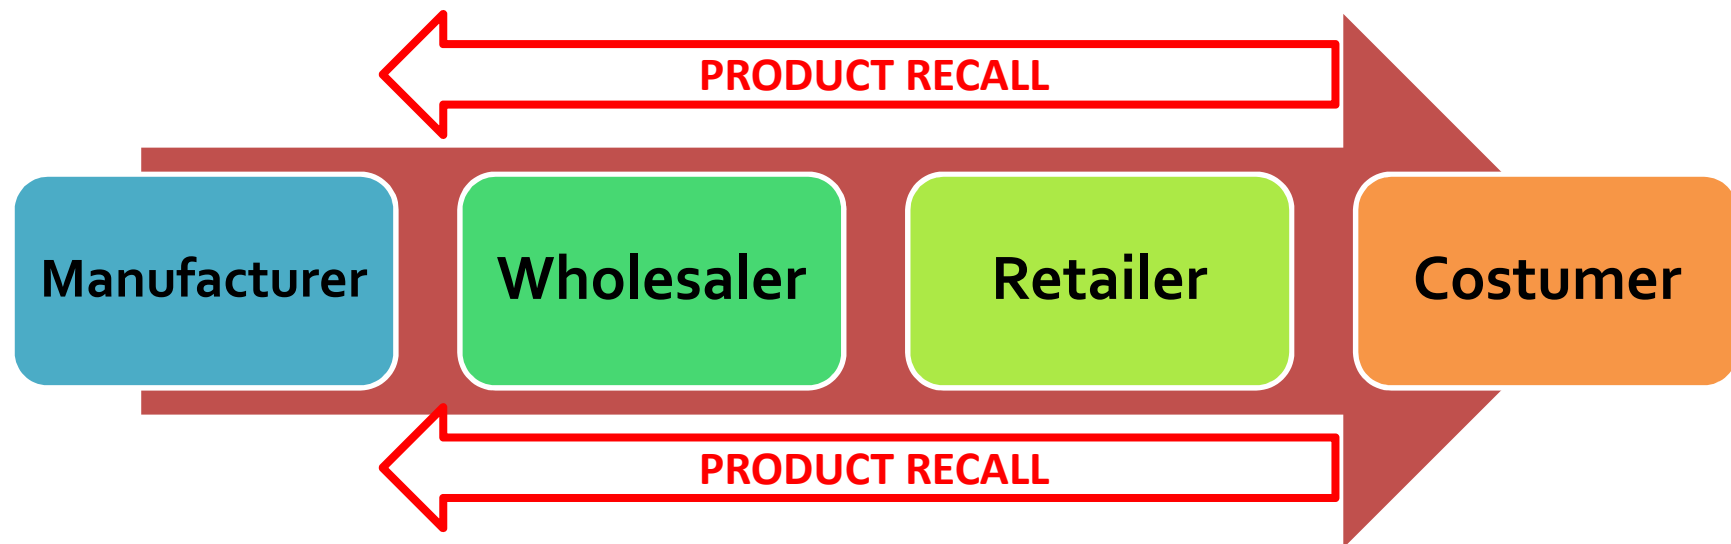 PRODUCT RECALL
Manufacturer
Wholesaler
Retailer
Costumer
PRODUCT RECALL